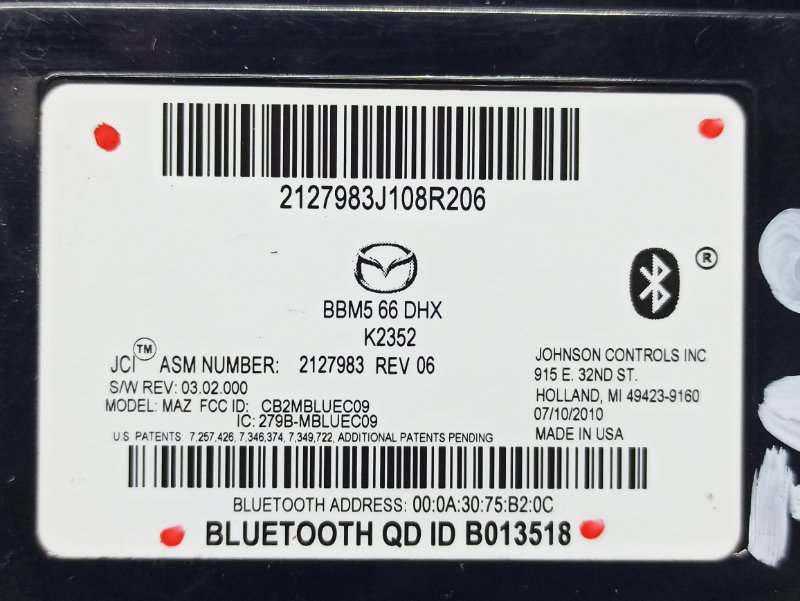 2127983J108R206
®
BBM5 66 DHX
K2352
JCI™ ASM NUMBER: 2127983 REV 06
S/W REV: 03.02.000
MODEL: MAZ FCC ID: CB2MBLUEC09
IC: 279B-MBLUEC09
U.S PATENTS: 7,257,426, 7,346,374, 7,349,722, ADDITIONAL PATENTS PENDING
JOHNSON CONTROLS INC
915 E. 32ND ST.
HOLLAND, MI 49423-9160
07/10/2010
MADE IN USA
BLUETOOTH ADDRESS: 00:0A:30:75:B2:0C
BLUETOOTH QD ID B013518